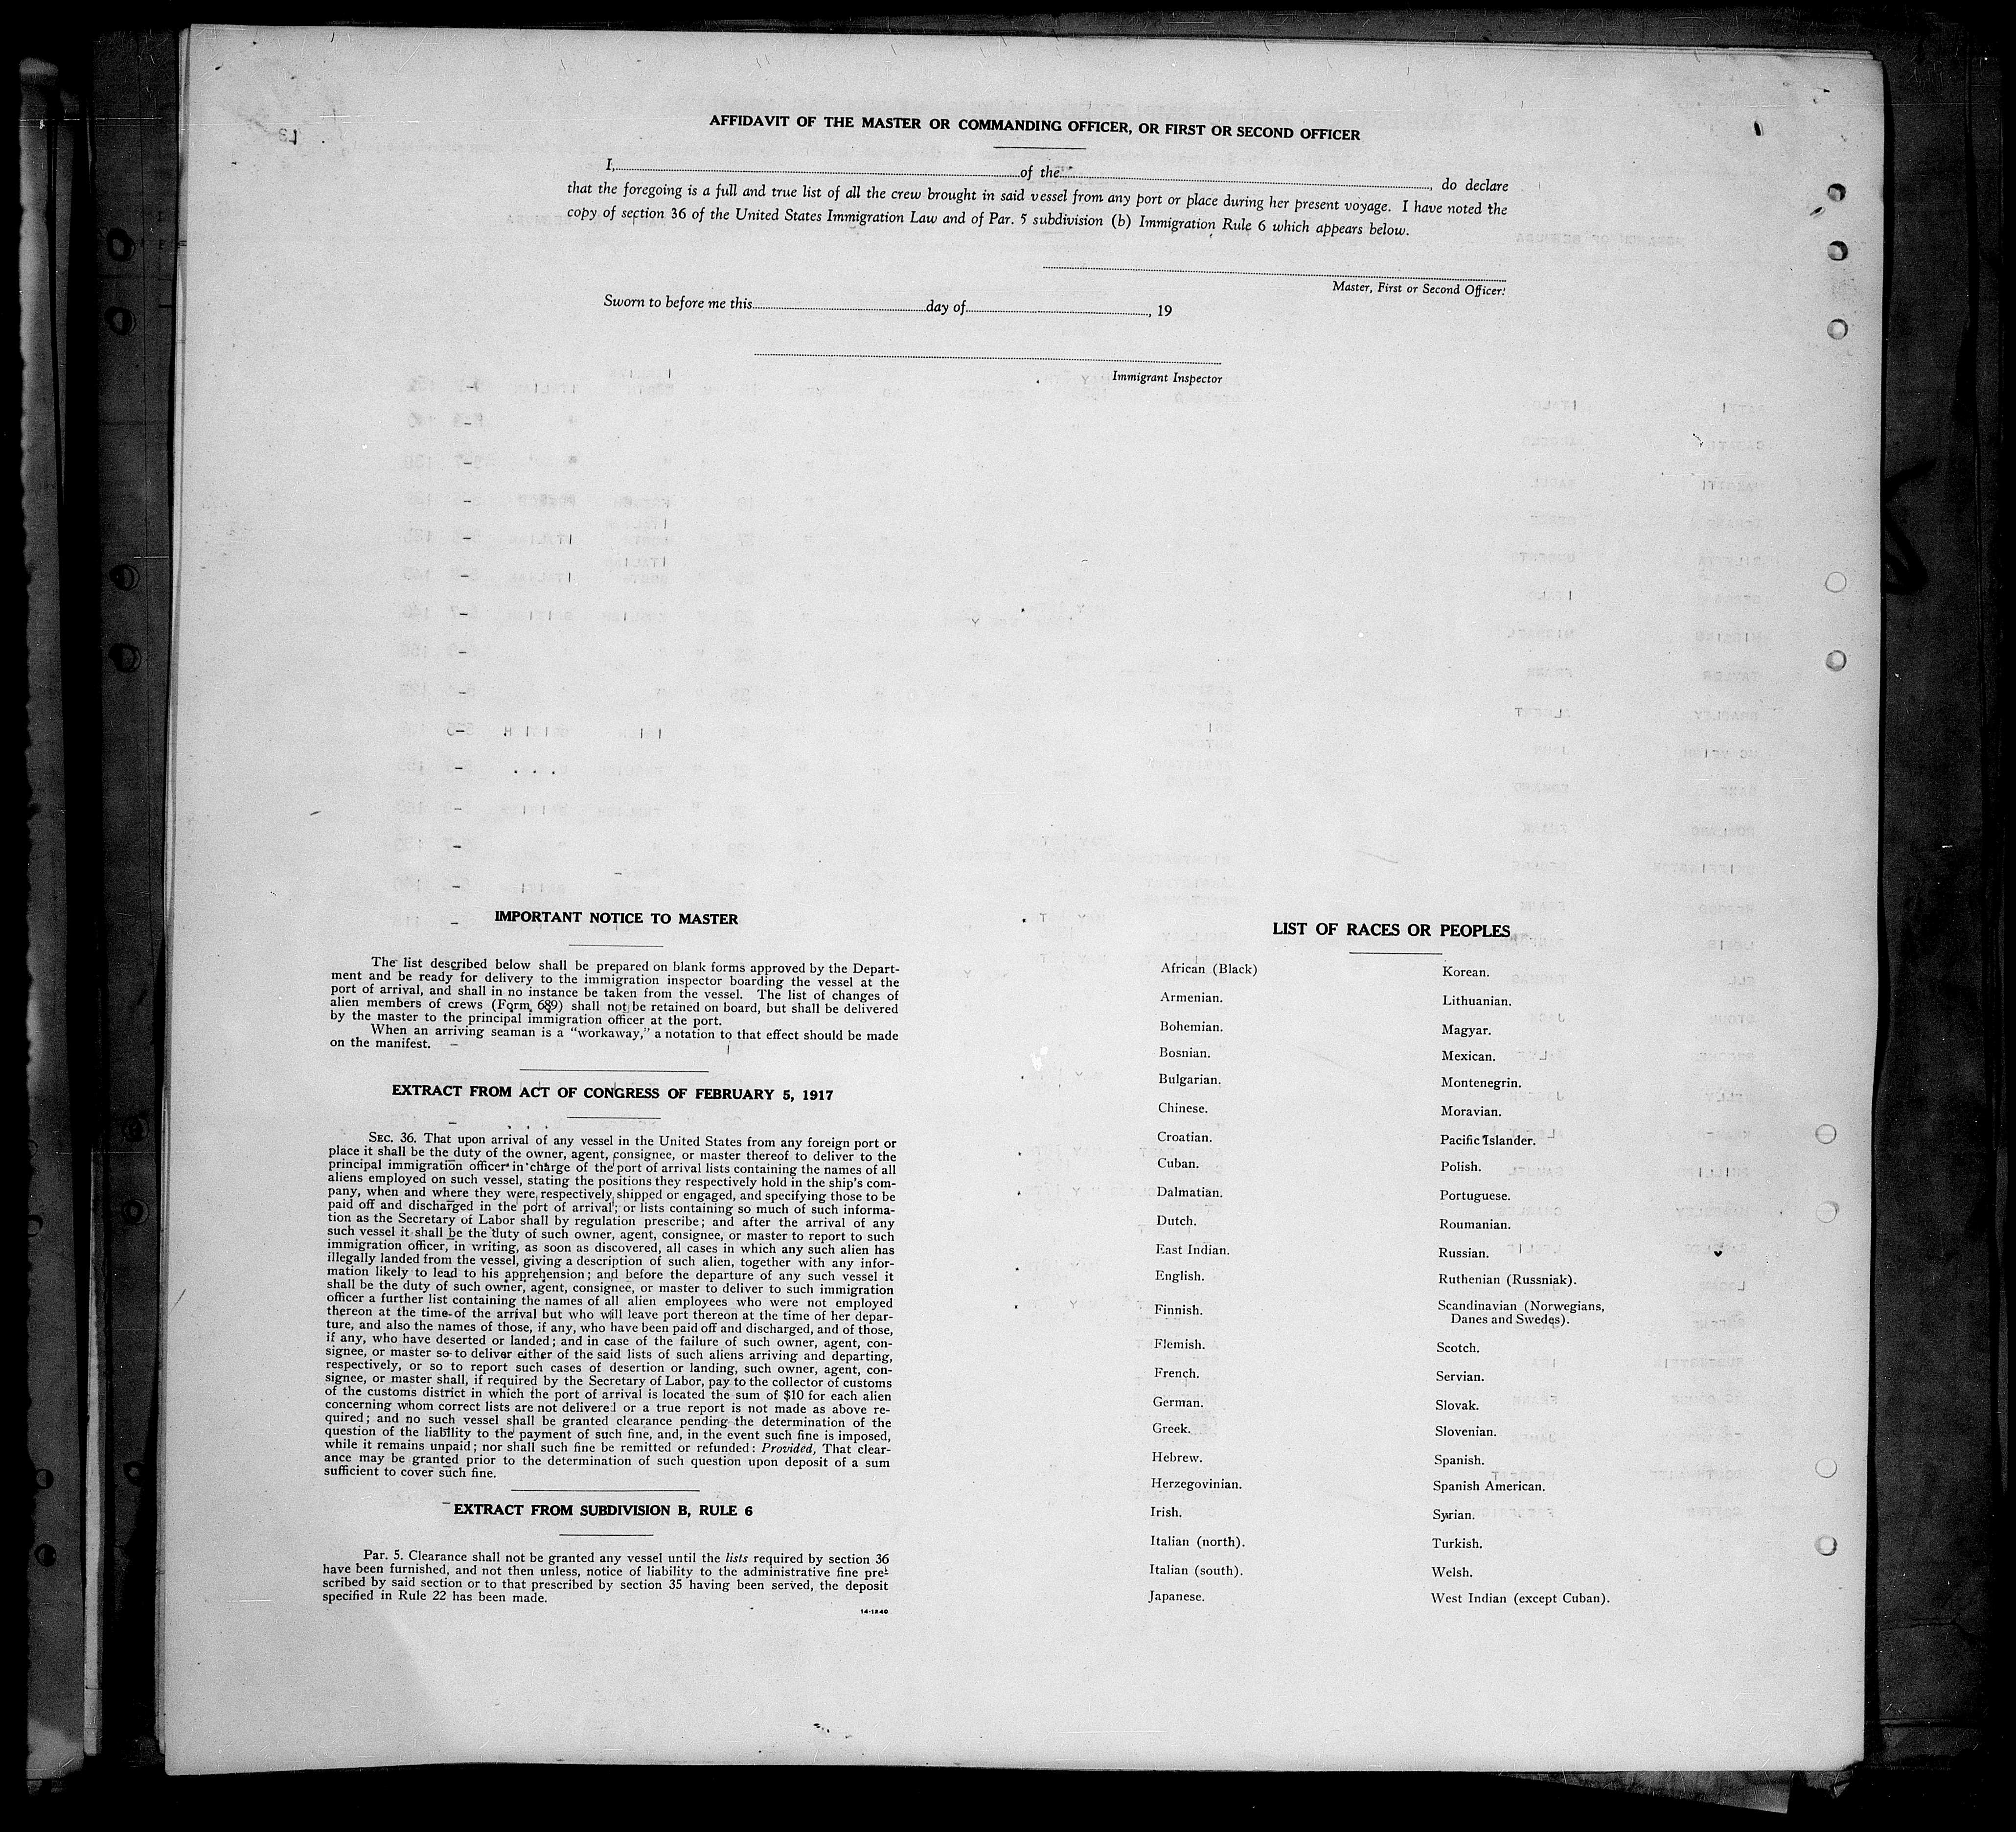 AFFIDAVIT OF THE MASTER OR COMMANDING OFFICER, OR FIRST OR SECOND OFFICER
I,                of the                , do declare
that the foregoing is a full and true list of all the crew brought in said vessel from any port or place during her present voyage. I have noted the
copy of section 36 of the United States Immigration Law and of Par. 5 subdivision (b) Immigration Rule 6 which appears below.
Master, First or Second Officer.
Sworn to before me this                day of                , 19
Immigrant Inspector
IMPORTANT NOTICE TO MASTER
The list described below shall be prepared on blank forms approved by the Depart-
ment and be ready for delivery to the immigration inspector boarding the vessel at the
port of arrival, and shall in no instance be taken from the vessel. The list of changes of
alien members of crews (Form 689) shall not be retained on board, but shall be delivered
by the master to the principal immigration officer at the port.
When an arriving seaman is a "workaway," a notation to that effect should be made
on the manifest.
EXTRACT FROM ACT OF CONGRESS OF FEBRUARY 5, 1917
SEC. 36. That upon arrival of any vessel in the United States from any foreign port or
place it shall be the duty of the owner, agent, consignee, or master thereof to deliver to the
principal immigration officer in charge of the port of arrival lists containing the names of all
aliens employed on such vessel, stating the positions they respectively hold in the ship's com-
pany, when and where they were respectively shipped or engaged, and specifying those to be
paid off and discharged in the port of arrival; or lists containing so much of such informa-
tion as the Secretary of Labor shall by regulation prescribe; and after the arrival of any
such vessel it shall be the duty of such owner, agent, consignee, or master to report to such
immigration officer, in writing, as soon as discovered, all cases in which any such alien has
illegally landed from the vessel, giving a description of such alien, together with any infor-
mation likely to lead to his apprehension; and before the departure of any such vessel it
shall be the duty of such owner, agent, consignee, or master to deliver to such immigration
officer a further list containing the names of all alien employees who were not employed
thereon at the time of the arrival but who will leave port thereon at the time of her depar-
ture, and also the names of those, if any, who have been paid off and discharged, and of those,
if any, who have deserted or landed; and in case of the failure of such owner, agent, con-
signee, or master so to deliver either of the said lists of such aliens arriving and departing,
respectively, or so to report such cases of desertion or landing, such owner, agent, con-
signee, or master shall, if required by the Secretary of Labor, pay to the collector of customs
of the customs district in which the port of arrival is located the sum of $10 for each alien
concerning whom correct lists are not delivered or a true report is not made as above re-
quired; and no such vessel shall be granted clearance pending the determination of the
question of the liability to the payment of such fine, and, in the event such fine is imposed,
while it remains unpaid; nor shall such fine be remitted or refunded: Provided, That clear-
ance may be granted prior to the determination of such question upon deposit of a sum
sufficient to cover such fine.
EXTRACT FROM SUBDIVISION B, RULE 6
Par. 5. Clearance shall not be granted any vessel until the lists required by section 36
have been furnished, and not then unless, notice of liability to the administrative fine pre-
scribed by said section or to that prescribed by section 35 having been served, the deposit
specified in Rule 22 has been made.
14-1240
LIST OF RACES OR PEOPLES
African (Black)
Armenian.
Bohemian.
Bosnian.
Bulgarian.
Chinese.
Croatian.
Cuban.
Dalmatian.
Dutch.
East Indian.
English.
Finnish.
Flemish.
French.
German.
Greek.
Hebrew.
Herzegovinian.
Irish.
Italian (north).
Italian (south).
Japanese.
Korean.
Lithuanian.
Magyar.
Mexican.
Montenegrin.
Moravian.
Pacific Islander.
Polish.
Portuguese.
Roumanian.
Russian.
Ruthenian (Russniak).
Scandinavian (Norwegians,
Danes and Swedes).
Scotch.
Servian.
Slovak.
Slovenian.
Spanish.
Spanish American.
Syrian.
Turkish.
Welsh.
West Indian (except Cuban).